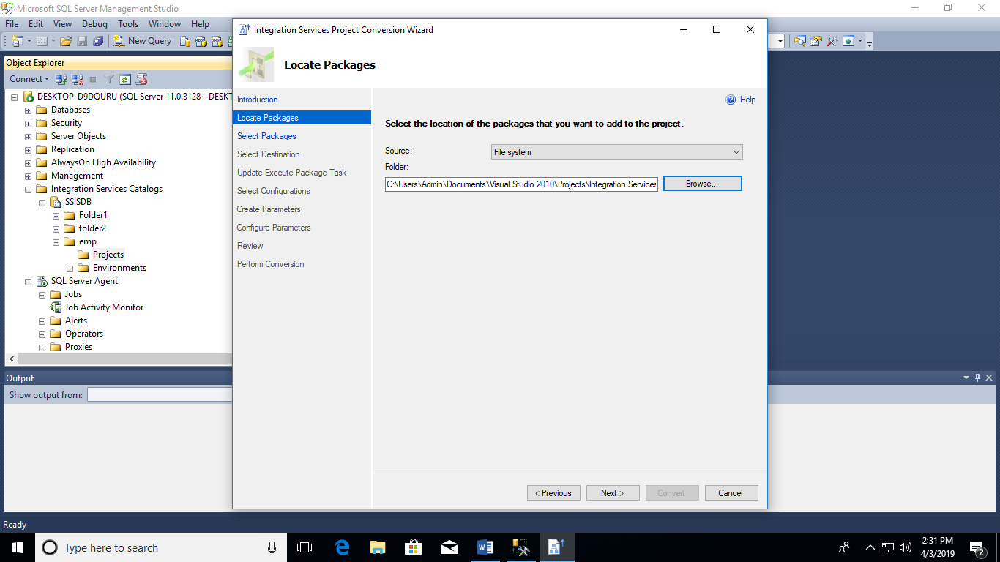 Microsoft SQL Server Management Studio
File Edit View Debug Tools Window Help
New Query
Object Explorer
Connect
DESKTOP-D9DQURU (SQL Server 11.0.3128 - DESKT
Databases
Security
Server Objects
Replication
AlwaysOn High Availability
Management
Integration Services Catalogs
SSISDB
Folder1
folder2
emp
Projects
Environments
SQL Server Agent
Jobs
Job Activity Monitor
Alerts
Operators
Proxies
Output
Show output from:
Ready
Integration Services Project Conversion Wizard
Locate Packages
Introduction
Locate Packages
Select Packages
Select Destination
Update Execute Package Task
Select Configurations
Create Parameters
Configure Parameters
Review
Perform Conversion
Help
Select the location of the packages that you want to add to the project.
Source:
File system
Folder:
C:\Users\Admin\Documents\Visual Studio 2010\Projects\Integration Services
Browse...
< Previous
Next >
Convert
Cancel
Type here to search
2:31 PM
4/3/2019
2